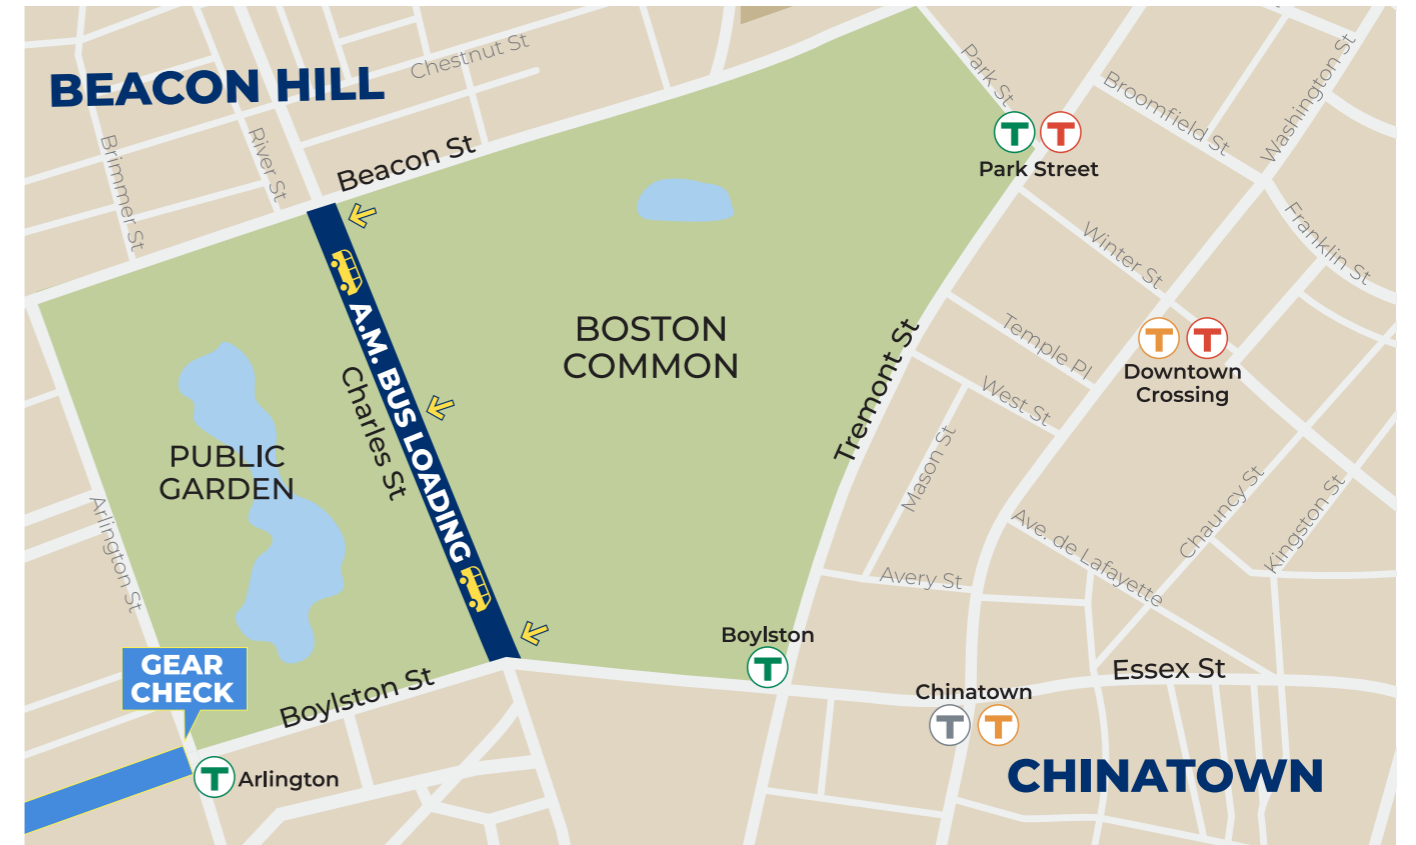 BEACON HILL
Chestnut St
Brimmer St
River St
Beacon St
Park St
T T
Park Street
Broomfield St
Washington St
Franklin St
Winter St
Temple Pl
West St
Mason St
T T
Downtown
Crossing
BOSTON
COMMON
Tremont St
A.M. BUS LOADING
Charles St
PUBLIC
GARDEN
Arlington St
Chauncy St
Kingston St
Ave. de Lafayette
Avery St
GEAR
CHECK
Boylston St
Boylston
T
Essex St
Chinatown
T T
T Arlington
CHINATOWN